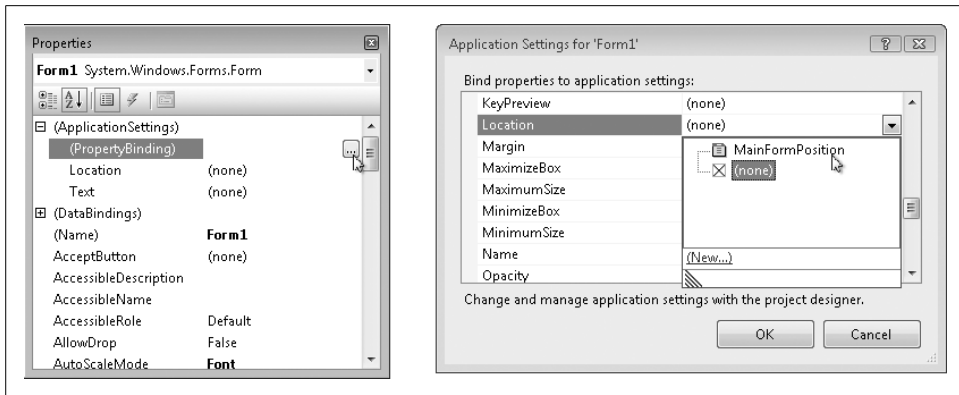 Properties
Form1 System.Windows.Forms.Form
(ApplicationSettings)
(PropertyBinding)
...
Location (none)
Text (none)
(DataBindings)
(Name) Form1
AcceptButton (none)
AccessibleDescription
AccessibleName
AccessibleRole Default
AllowDrop False
AutoScaleMode Font
Application Settings for 'Form1'
Bind properties to application settings:
KeyPreview (none)
Location (none)
Margin
MainFormPosition
MaximizeBox
(none)
MaximumSize
MinimizeBox
MinimumSize
Name
(New...)
Opacity
Change and manage application settings with the project designer.
OK Cancel